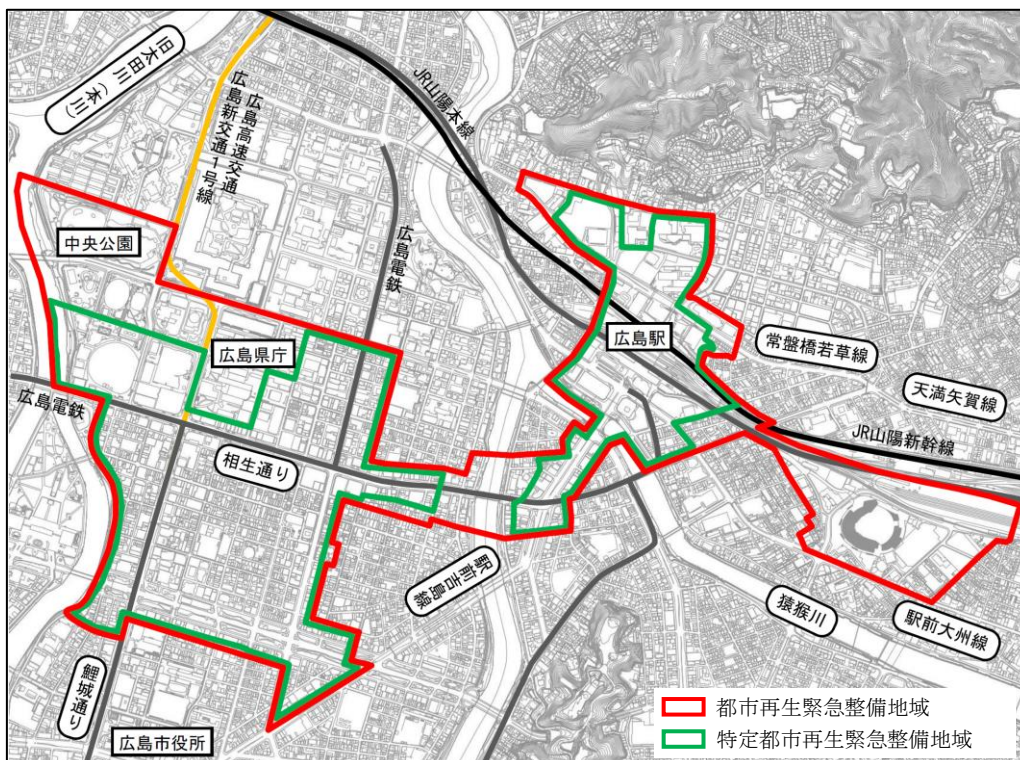 旧太田川(本川)
広島高速交通
広島新交通1号線
JR山陽本線
中央公園
広島電鉄
広島県庁
広島駅
常盤橋若草線
天満矢賀線
広島電鉄
JR山陽新幹線
相生通り
駅前吉島線
猿猴川
駅前大州線
鯉城通り
広島市役所
都市再生緊急整備地域
特定都市再生緊急整備地域